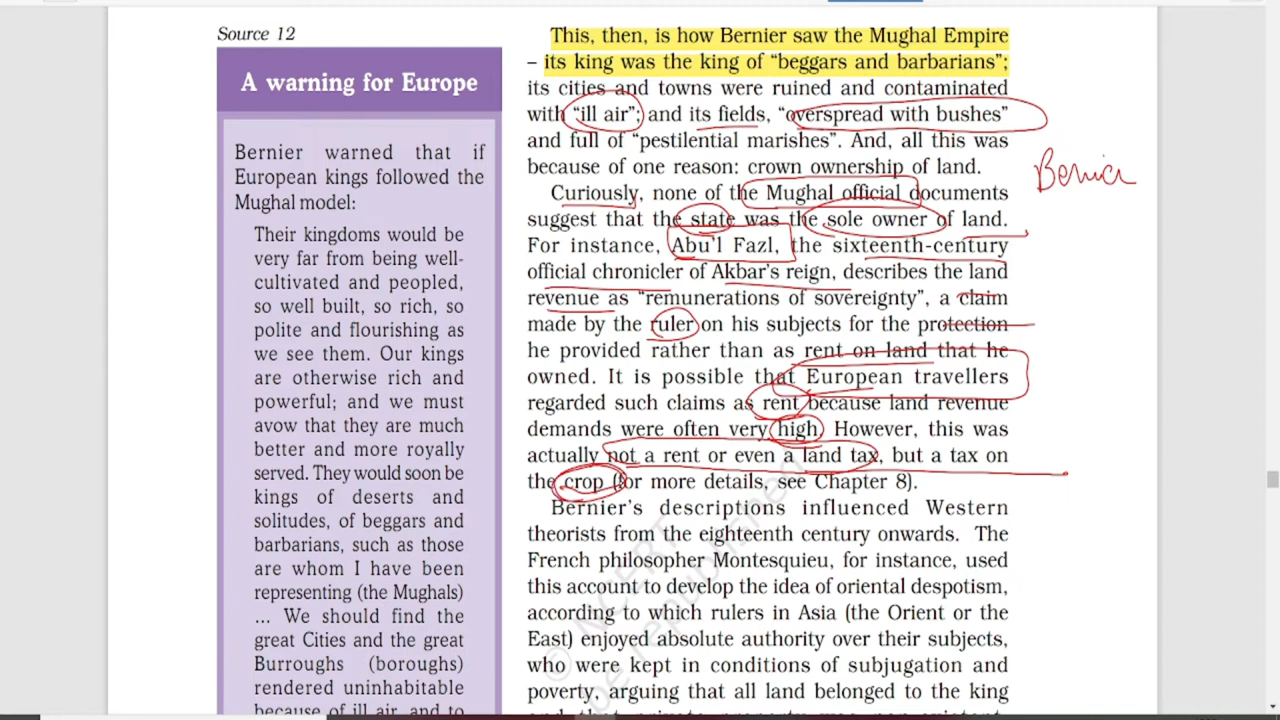 Source 12
A warning for Europe
Bernier warned that if
European kings followed the
Mughal model:
Their kingdoms would be
very far from being well-
cultivated and peopled,
so well built, so rich, so
polite and flourishing as
we see them. Our kings
are otherwise rich and
powerful; and we must
avow that they are much
better and more royally
served. They would soon be
kings of deserts and
solitudes, of beggars and
barbarians, such as those
are whom I have been
representing (the Mughals)
... We should find the
great Cities and the great
Burroughs (boroughs)
rendered uninhabitable
because of ill air, and to
This, then, is how Bernier saw the Mughal Empire
– its king was the king of “beggars and barbarians”;
its cities and towns were ruined and contaminated
with “ill air”; and its fields, “overspread with bushes”
and full of “pestilential marishes”. And, all this was
because of one reason: crown ownership of land.
Curiously, none of the Mughal official documents
suggest that the state was the sole owner of land.
For instance, Abu’l Fazl, the sixteenth-century
official chronicler of Akbar’s reign, describes the land
revenue as “remunerations of sovereignty”, a claim
made by the ruler on his subjects for the protection
he provided rather than as rent on land that he
owned. It is possible that European travellers
regarded such claims as rent because land revenue
demands were often very high. However, this was
actually not a rent or even a land tax, but a tax on
the crop (for more details, see Chapter 8).
Bernier’s descriptions influenced Western
theorists from the eighteenth century onwards. The
French philosopher Montesquieu, for instance, used
this account to develop the idea of oriental despotism,
according to which rulers in Asia (the Orient or the
East) enjoyed absolute authority over their subjects,
who were kept in conditions of subjugation and
poverty, arguing that all land belonged to the king
Bernier
© NCERT
be republished